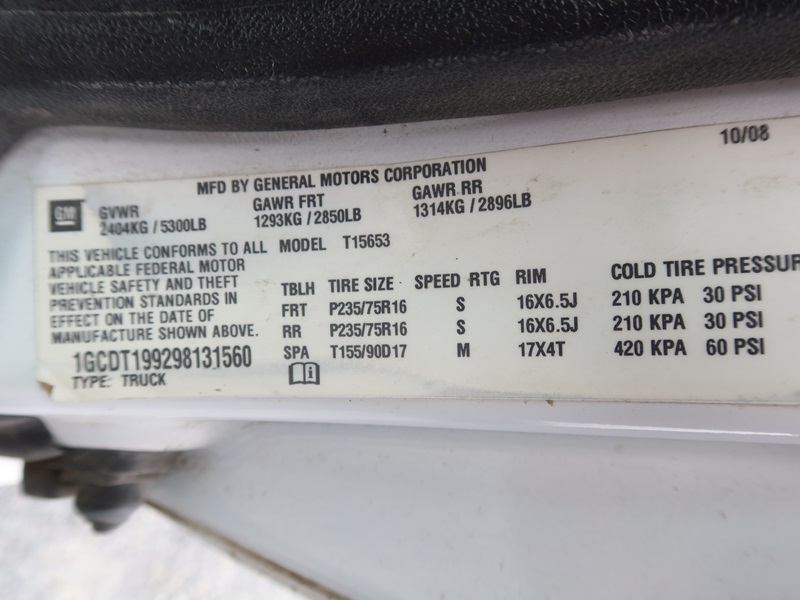 10/08
MFD BY GENERAL MOTORS CORPORATION
GM
GVWR GAWR FRT GAWR RR
2404KG / 5300LB 1293KG / 2850LB 1314KG / 2896LB
THIS VEHICLE CONFORMS TO ALL
APPLICABLE FEDERAL MOTOR
VEHICLE SAFETY AND THEFT
PREVENTION STANDARDS IN
EFFECT ON THE DATE OF
MANUFACTURE SHOWN ABOVE.
1GCDT199298131560
TYPE: TRUCK
MODEL T15653
TBLH TIRE SIZE SPEED RTG RIM COLD TIRE PRESSUR
FRT P235/75R16 S 16X6.5J 210 KPA 30 PSI
RR P235/75R16 S 16X6.5J 210 KPA 30 PSI
SPA T155/90D17 M 17X4T 420 KPA 60 PSI